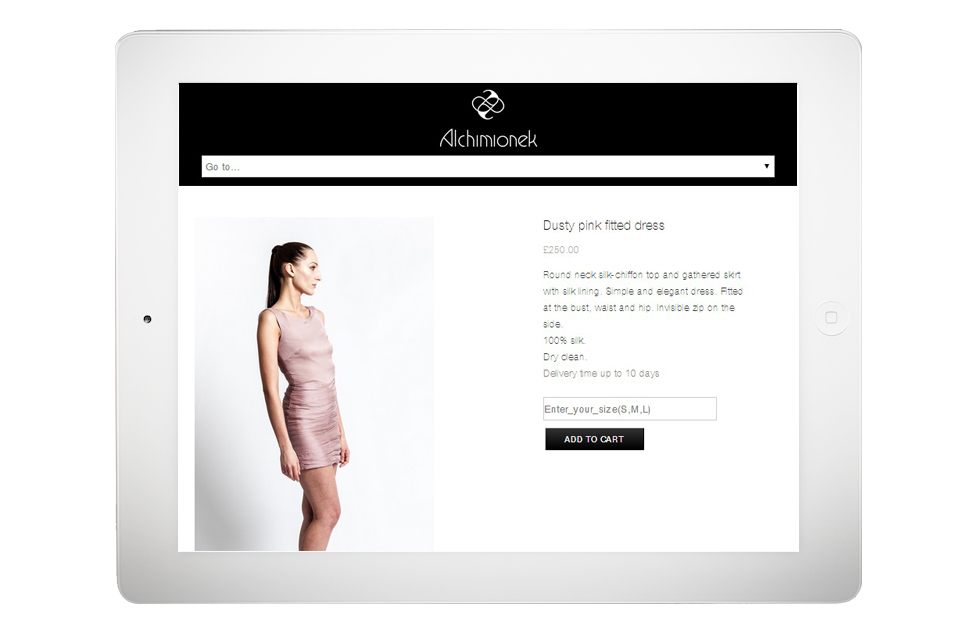 Alchimionek
Go to...
Dusty pink fitted dress
£250.00
Round neck silk-chiffon top and gathered skirt
with silk lining. Simple and elegant dress. Fitted
at the bust, waist and hip. Invisible zip on the
side.
100% silk.
Dry clean.
Delivery time up to 10 days
Enter_your_size(S,M,L)
ADD TO CART